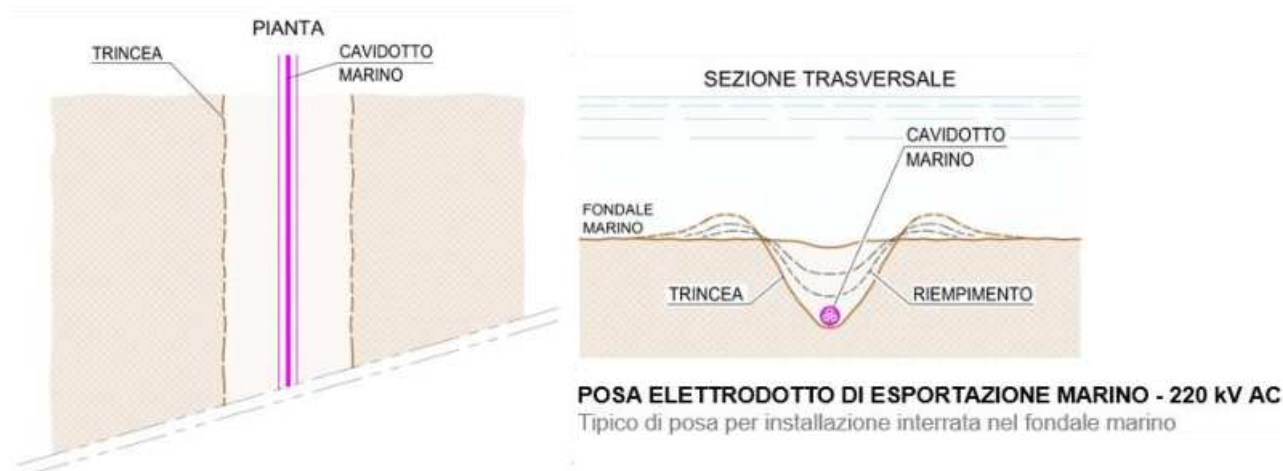 PIANTA
TRINCEA
CAVIDOTTO
MARINO
SEZIONE TRASVERSALE
CAVIDOTTO
MARINO
FONDALE
MARINO
TRINCEA
RIEMPIMENTO
POSA ELETTRODOTTO DI ESPORTAZIONE MARINO - 220 kV AC
Tipico di posa per installazione interrata nel fondale marino